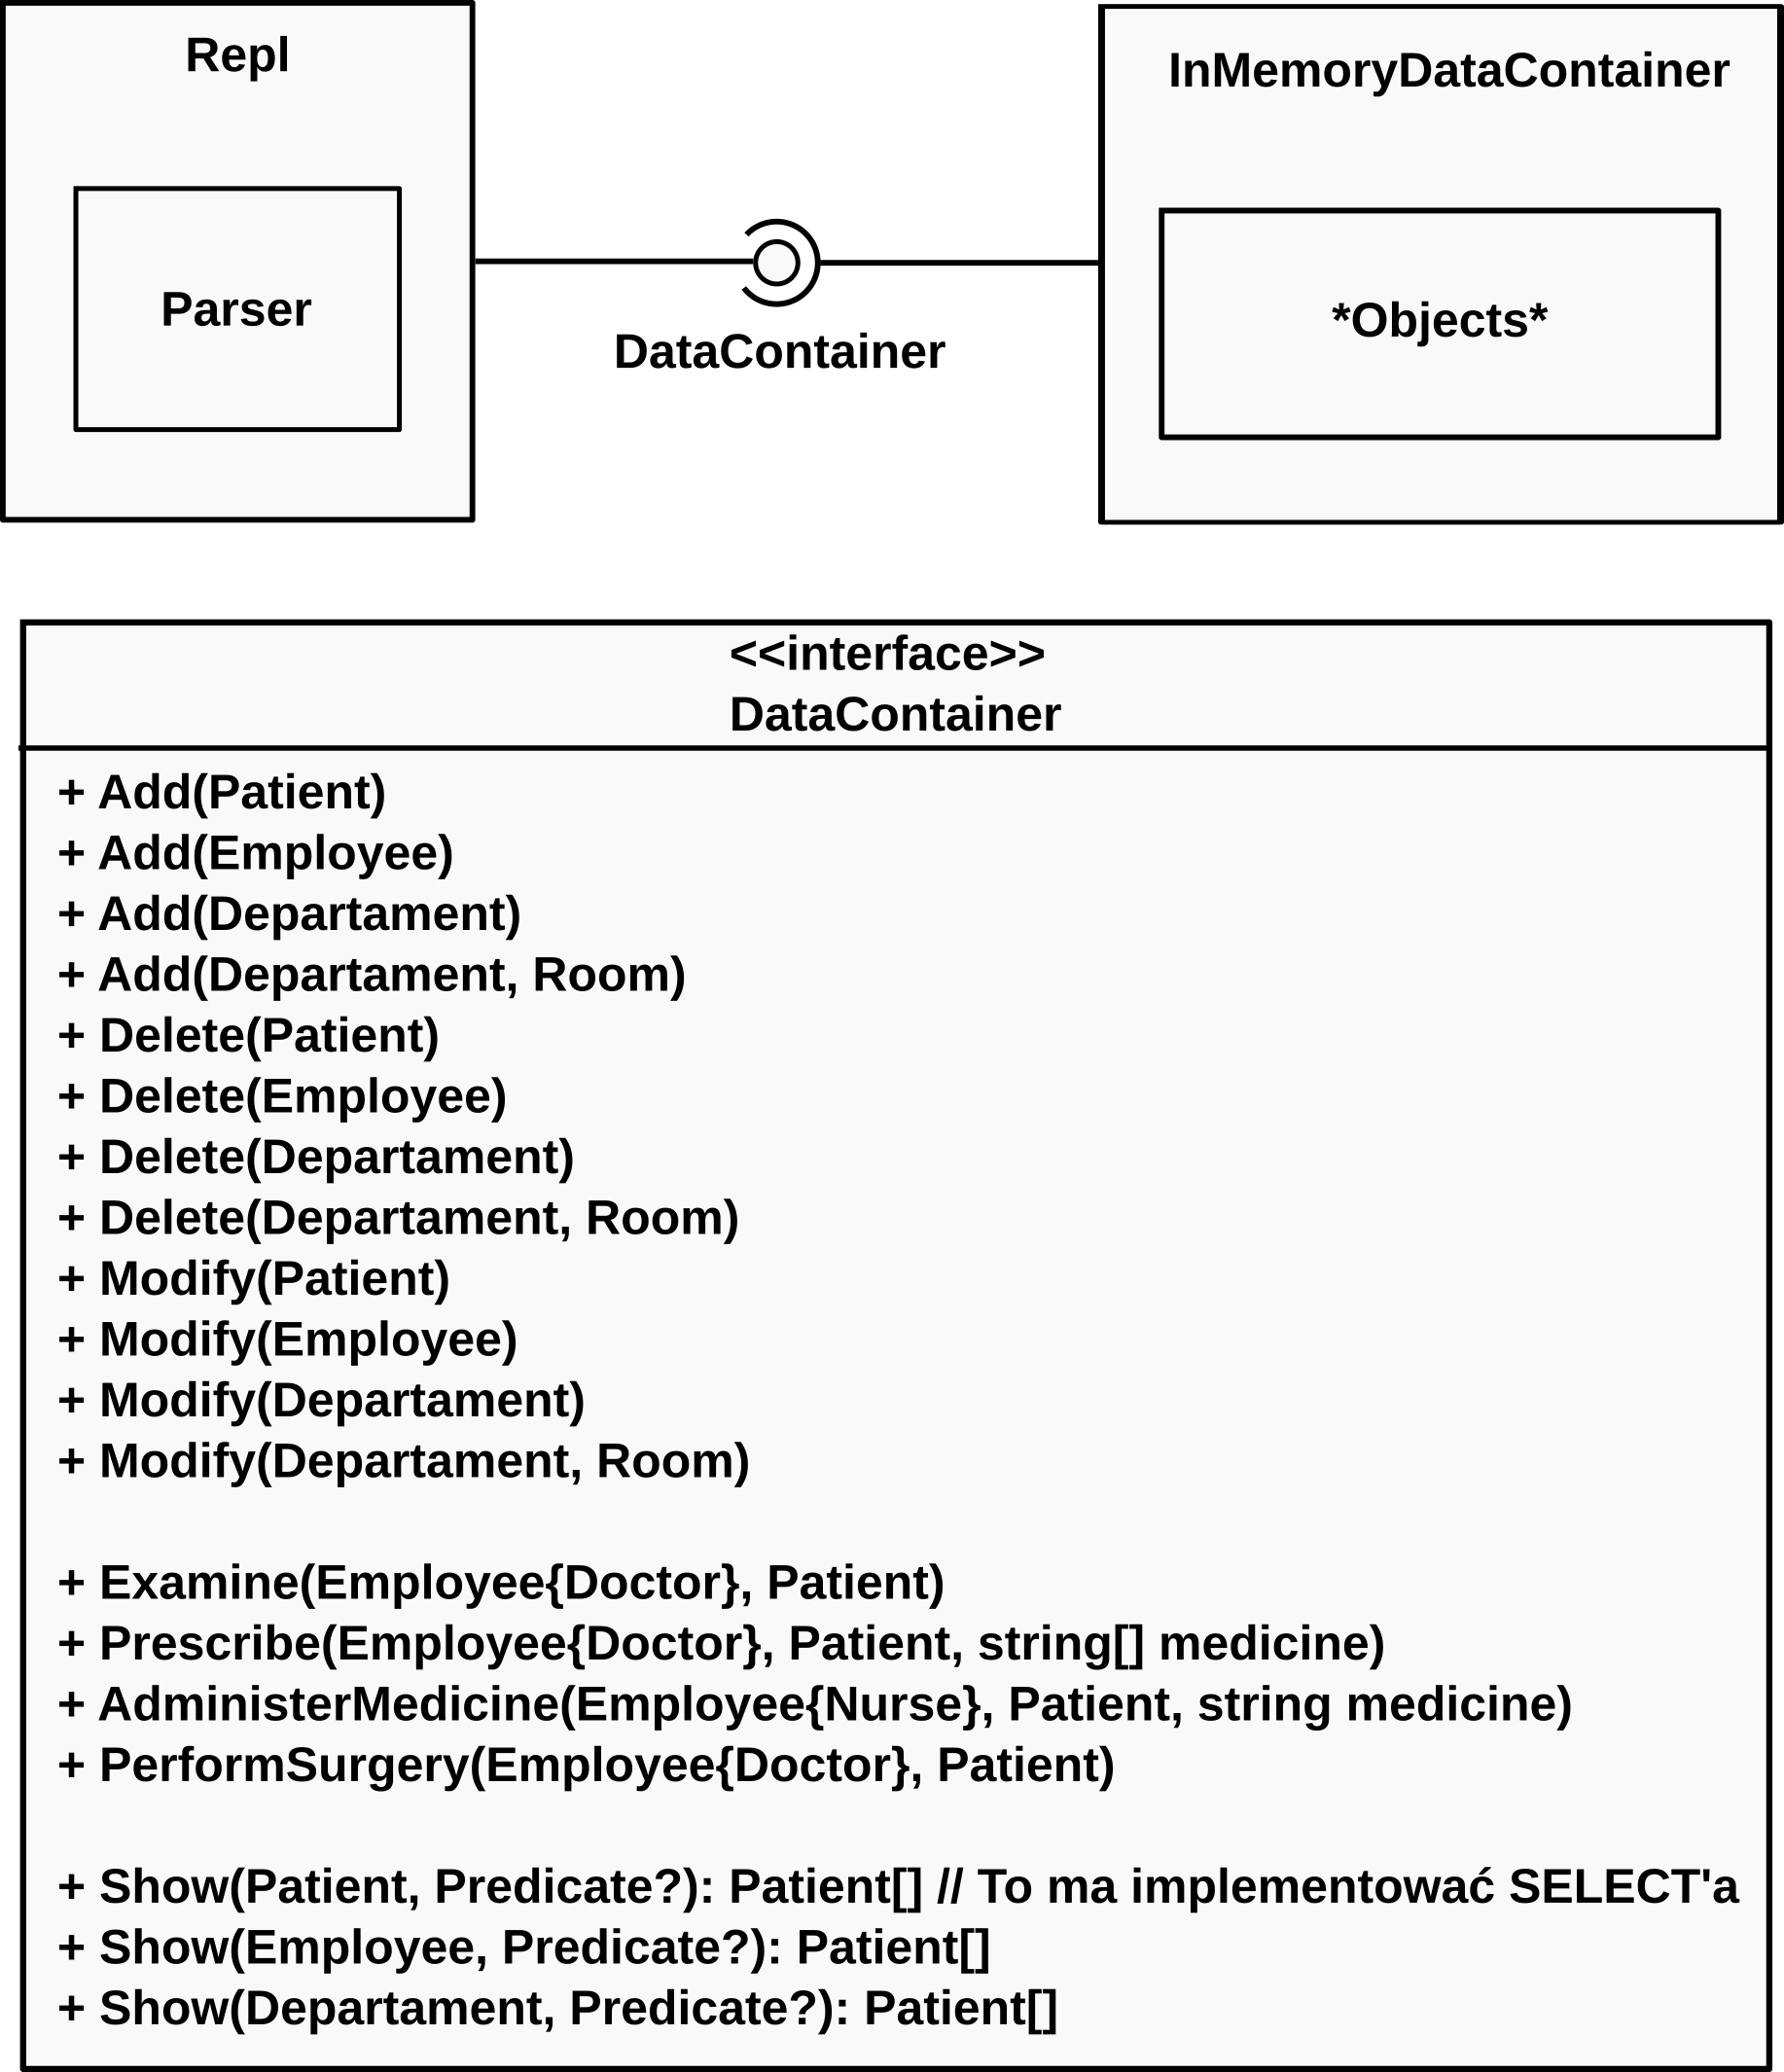 Repl
Parser
DataContainer
InMemoryDataContainer
*Objects*
<<interface>>
DataContainer
+ Add(Patient)
+ Add(Employee)
+ Add(Departament)
+ Add(Departament, Room)
+ Delete(Patient)
+ Delete(Employee)
+ Delete(Departament)
+ Delete(Departament, Room)
+ Modify(Patient)
+ Modify(Employee)
+ Modify(Departament)
+ Modify(Departament, Room)
+ Examine(Employee{Doctor}, Patient)
+ Prescribe(Employee{Doctor}, Patient, string[] medicine)
+ AdministerMedicine(Employee{Nurse}, Patient, string medicine)
+ PerformSurgery(Employee{Doctor}, Patient)
+ Show(Patient, Predicate?): Patient[] // To ma implementować SELECT'a
+ Show(Employee, Predicate?): Patient[]
+ Show(Departament, Predicate?): Patient[]